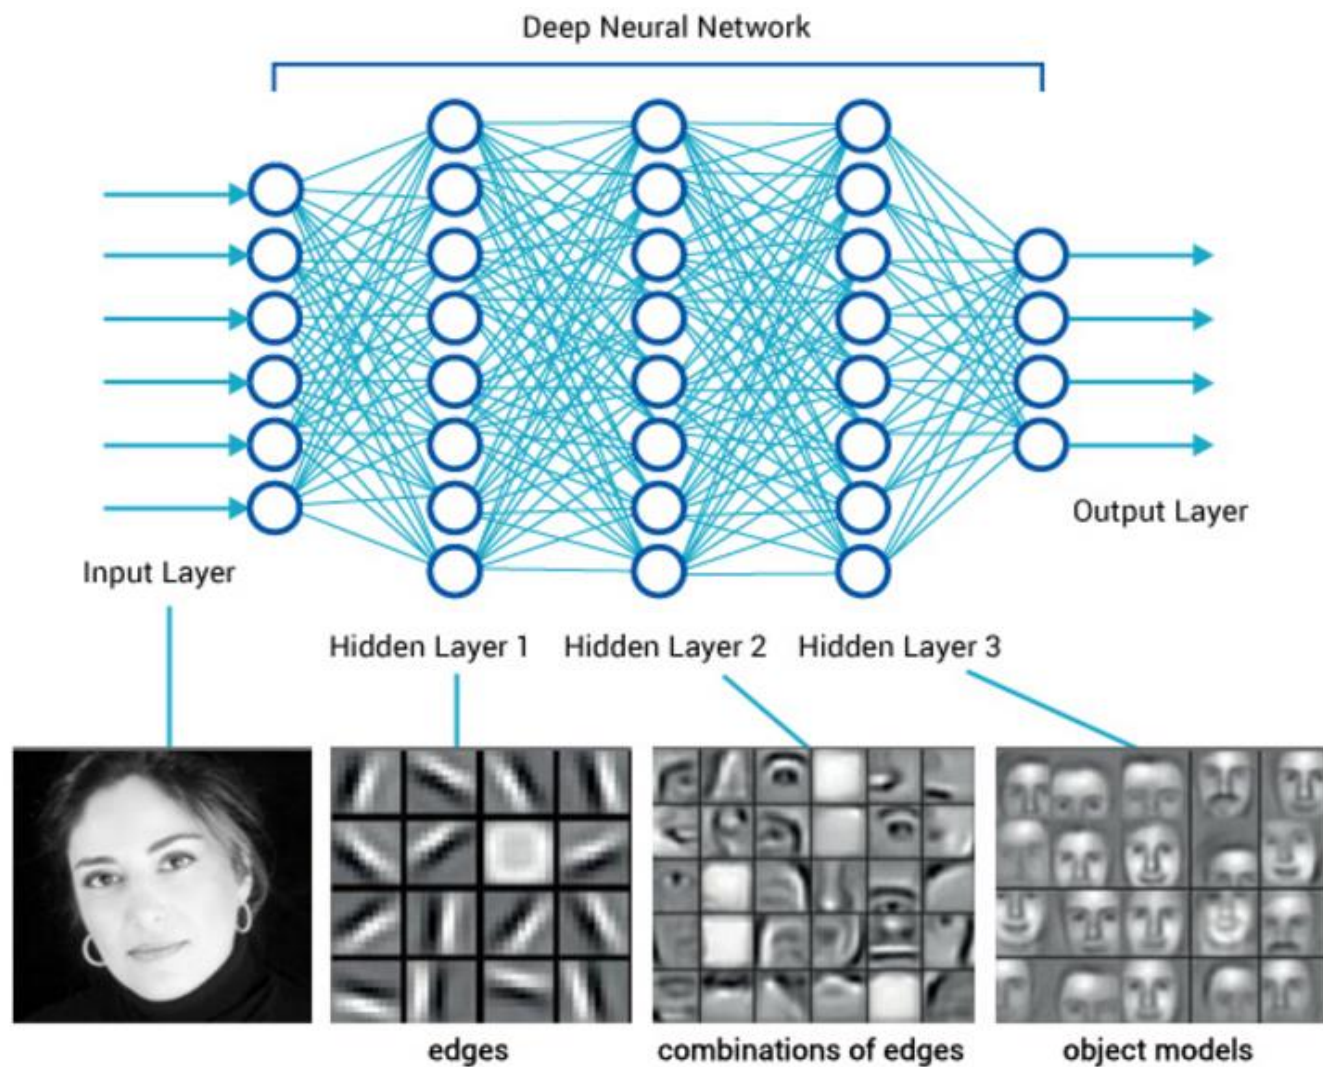 Deep Neural Network
Output Layer
Input Layer
Hidden Layer 1
Hidden Layer 2
Hidden Layer 3
edges
combinations of edges
object models